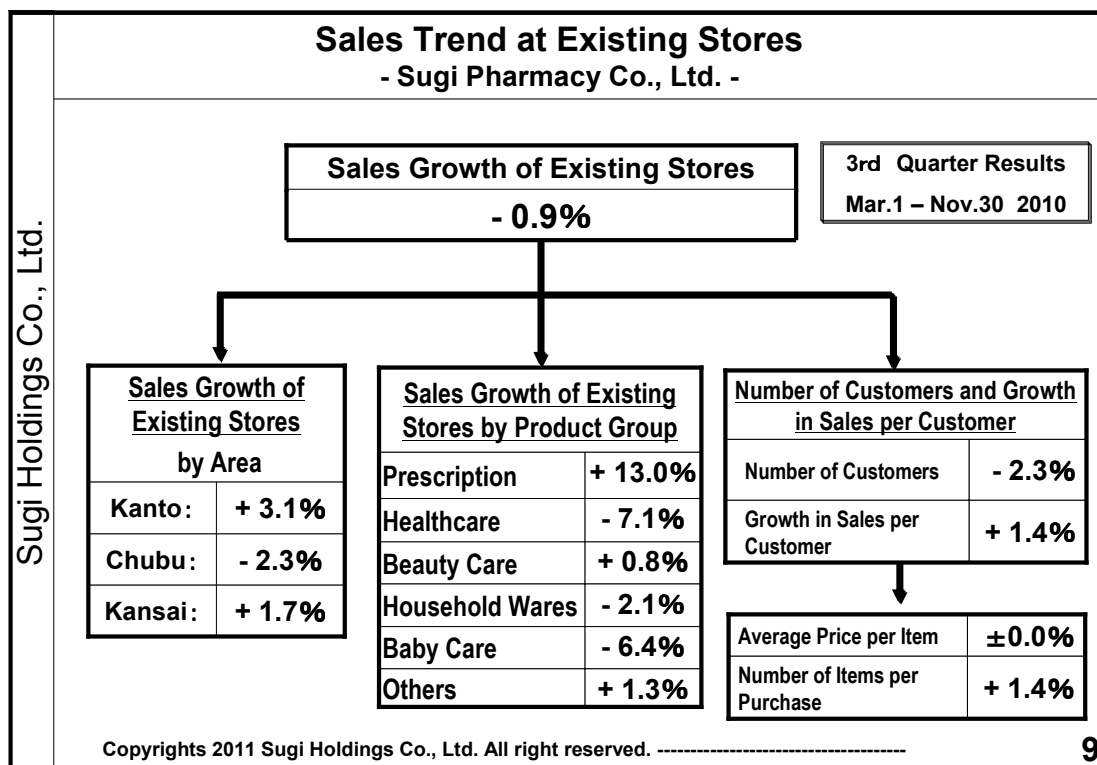 Sugi Holdings Co., Ltd.
Sales Trend at Existing Stores
- Sugi Pharmacy Co., Ltd. -
Sales Growth of Existing Stores
- 0.9%
3rd Quarter Results
Mar.1 – Nov.30 2010
Sales Growth of
Existing Stores
by Area
Kanto: + 3.1%
Chubu: - 2.3%
Kansai: + 1.7%
Sales Growth of Existing
Stores by Product Group
Prescription + 13.0%
Healthcare - 7.1%
Beauty Care + 0.8%
Household Wares - 2.1%
Baby Care - 6.4%
Others + 1.3%
Number of Customers and Growth
in Sales per Customer
Number of Customers - 2.3%
Growth in Sales per
Customer + 1.4%
Average Price per Item ±0.0%
Number of Items per
Purchase + 1.4%
Copyrights 2011 Sugi Holdings Co., Ltd. All right reserved. --------------------------------------
9